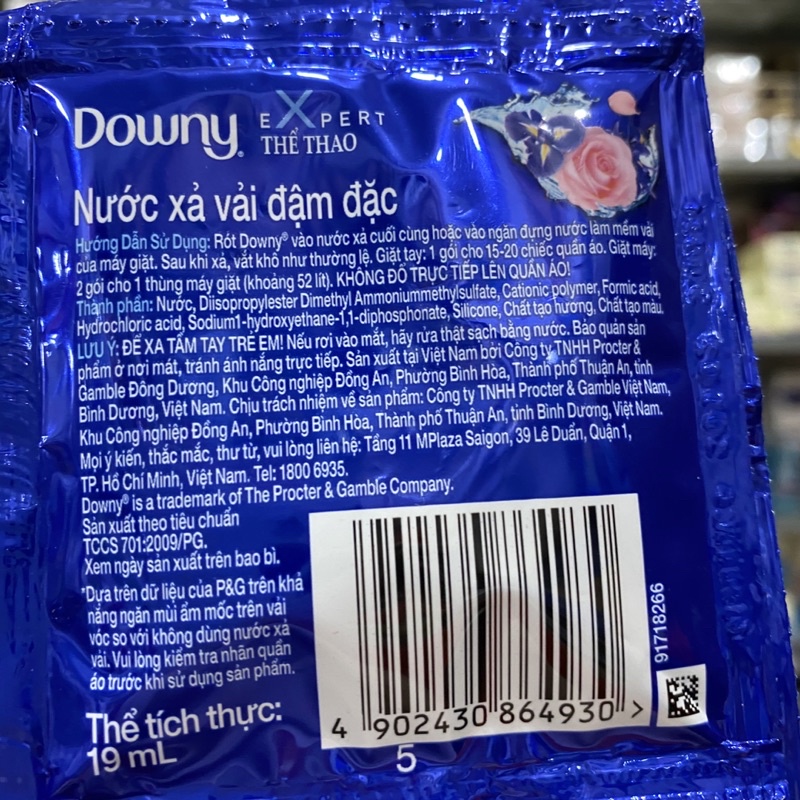 Downy® EXPERT
THỂ THAO
Nước xả vải đậm đặc
Hướng Dẫn Sử Dụng: Rót Downy® vào nước xả cuối cùng hoặc vào ngăn đựng nước làm mềm vải
của máy giặt. Sau khi xả, vắt khô như thường lệ. Giặt tay: 1 gói cho 15-20 chiếc quần áo. Giặt máy:
2 gói cho 1 thùng máy giặt (khoảng 52 lít). KHÔNG ĐỔ TRỰC TIẾP LÊN QUẦN ÁO!
Thành phần: Nước, Diisopropylester Dimethyl Ammoniummethylsulfate, Cationic polymer, Formic acid,
Hydrochloric acid, Sodium1-hydroxyethane-1,1-diphosphonate, Silicone, Chất tạo hương, Chất tạo màu.
LƯU Ý: ĐỂ XA TẦM TAY TRẺ EM! Nếu rơi vào mắt, hãy rửa thật sạch bằng nước. Bảo quản sản
phẩm ở nơi mát, tránh ánh nắng trực tiếp. Sản xuất tại Việt Nam bởi Công ty TNHH Procter &
Gamble Đông Dương, Khu Công nghiệp Đồng An, Phường Bình Hòa, Thành phố Thuận An, tỉnh
Bình Dương, Việt Nam. Chịu trách nhiệm về sản phẩm: Công ty TNHH Procter & Gamble Việt Nam,
Khu Công nghiệp Đồng An, Phường Bình Hòa, Thành phố Thuận An, tỉnh Bình Dương, Việt Nam.
Mọi ý kiến, thắc mắc, thư từ, vui lòng liên hệ: Tầng 11 MPlaza Saigon, 39 Lê Duẩn, Quận 1,
TP. Hồ Chí Minh, Việt Nam. Tel: 1800 6935.
Downy® is a trademark of The Procter & Gamble Company.
Sản xuất theo tiêu chuẩn
TCCS 701:2009/PG.
Xem ngày sản xuất trên bao bì.
*Dựa trên dữ liệu của P&G trên khả
năng ngăn mùi ẩm mốc trên vải
vóc so với không dùng nước xả
vải. Vui lòng kiểm tra nhãn quần
áo trước khi sử dụng sản phẩm.
Thể tích thực:
19 mL
4 902430 864930 >
5
91718266